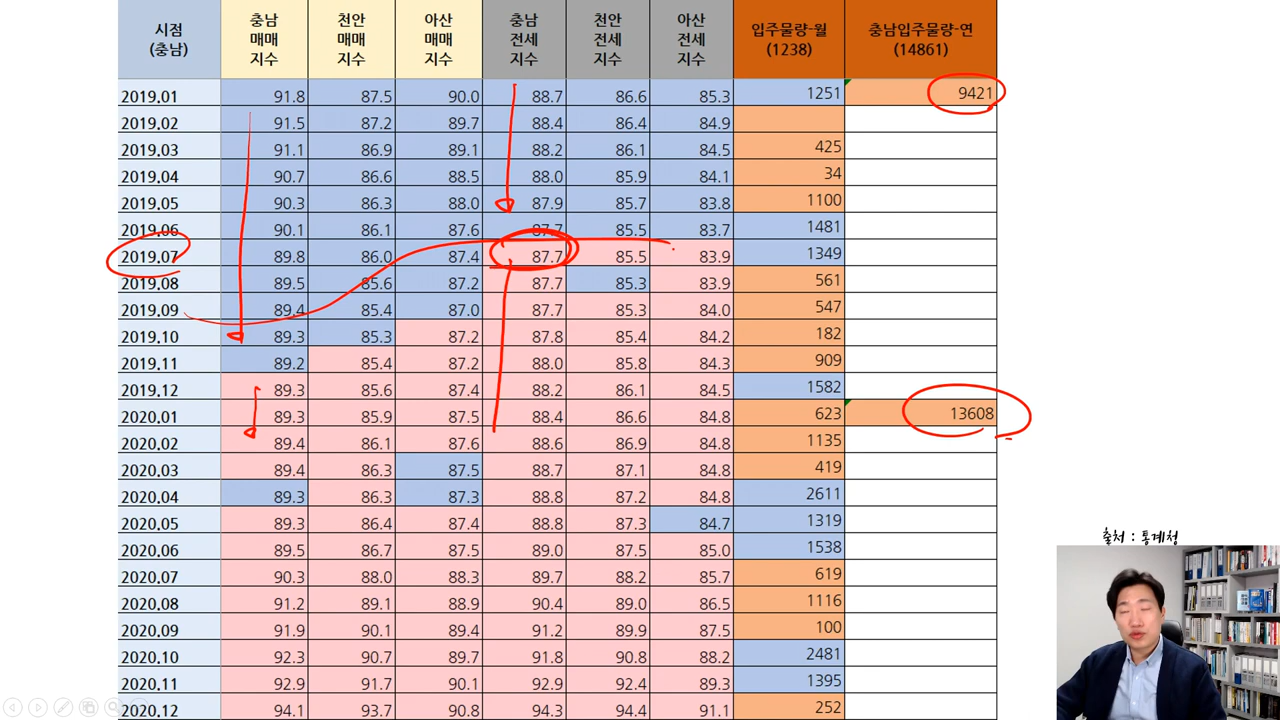 시점 (충남) 충남 매매 지수 천안 매매 지수 아산 매매 지수 충남 전세 지수 천안 전세 지수 아산 전세 지수 입주물량-월 (1238) 충남입주물량-연 (14861)
2019.01 91.8 87.5 90.0 88.7 86.6 85.3 1251 9421
2019.02 91.5 87.2 89.7 88.4 86.4 84.9
2019.03 91.1 86.9 89.1 88.2 86.1 84.5 425
2019.04 90.7 86.6 88.5 88.0 85.9 84.1 34
2019.05 90.3 86.3 88.0 87.9 85.7 83.8 1100
2019.06 90.1 86.1 87.6 87.7 85.5 83.7 1481
2019.07 89.8 86.0 87.4 87.7 85.5 83.9 1349
2019.08 89.5 85.6 87.2 87.7 85.3 83.9 561
2019.09 89.4 85.4 87.0 87.7 85.3 84.0 547
2019.10 89.3 85.3 87.2 87.8 85.4 84.2 182
2019.11 89.2 85.4 87.2 88.0 85.8 84.3 909
2019.12 89.3 85.6 87.4 88.2 86.1 84.5 1582
2020.01 89.3 85.9 87.5 88.4 86.6 84.8 623 13608
2020.02 89.4 86.1 87.6 88.6 86.9 84.8 1135
2020.03 89.4 86.3 87.5 88.7 87.1 84.8 419
2020.04 89.3 86.3 87.3 88.8 87.2 84.8 2611
2020.05 89.3 86.4 87.4 88.8 87.3 84.7 1319
2020.06 89.5 86.7 87.5 89.0 87.5 85.0 1538
2020.07 90.3 88.0 88.3 89.7 88.2 85.7 619
2020.08 91.2 89.1 88.9 90.4 89.0 86.5 1116
2020.09 91.9 90.1 89.4 91.2 89.9 87.5 100
2020.10 92.3 90.7 89.7 91.8 90.8 88.2 2481
2020.11 92.9 91.7 90.1 92.9 92.4 89.3 1395
2020.12 94.1 93.7 90.8 94.3 94.4 91.1 252
출처 : 통계청